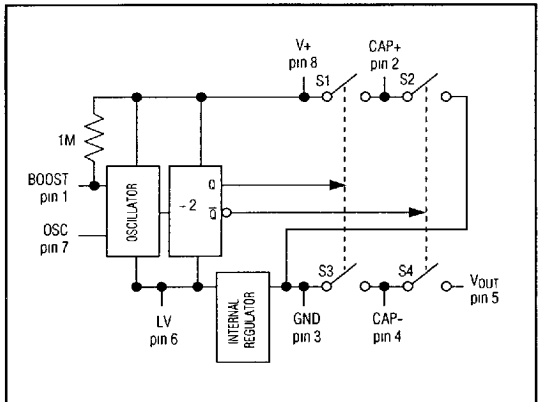 V+
pin 8
CAP+
pin 2
S1
S2
1M
BOOST
pin 1
OSC
pin 7
OSCILLATOR
÷2
Q
Q̅
S3
S4
VOUT
pin 5
LV
pin 6
INTERNAL
REGULATOR
GND
pin 3
CAP-
pin 4